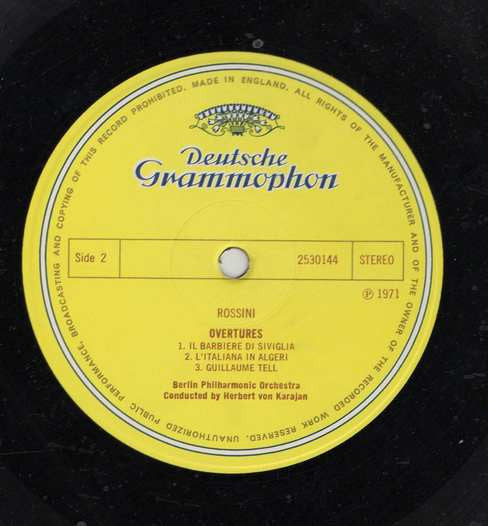 MADE IN ENGLAND. ALL RIGHTS OF THE MANUFACTURER AND OF THE OWNER OF THE RECORDED WORK RESERVED. UNAUTHORIZED PUBLIC PERFORMANCE, BROADCASTING AND COPYING OF THIS RECORD PROHIBITED.
Deutsche
Grammophon
Side 2 2530144 STEREO
℗ 1971
ROSSINI
OVERTURES
1. IL BARBIERE DI SIVIGLIA
2. L'ITALIANA IN ALGERI
3. GUILLAUME TELL
Berlin Philharmonic Orchestra
Conducted by Herbert von Karajan